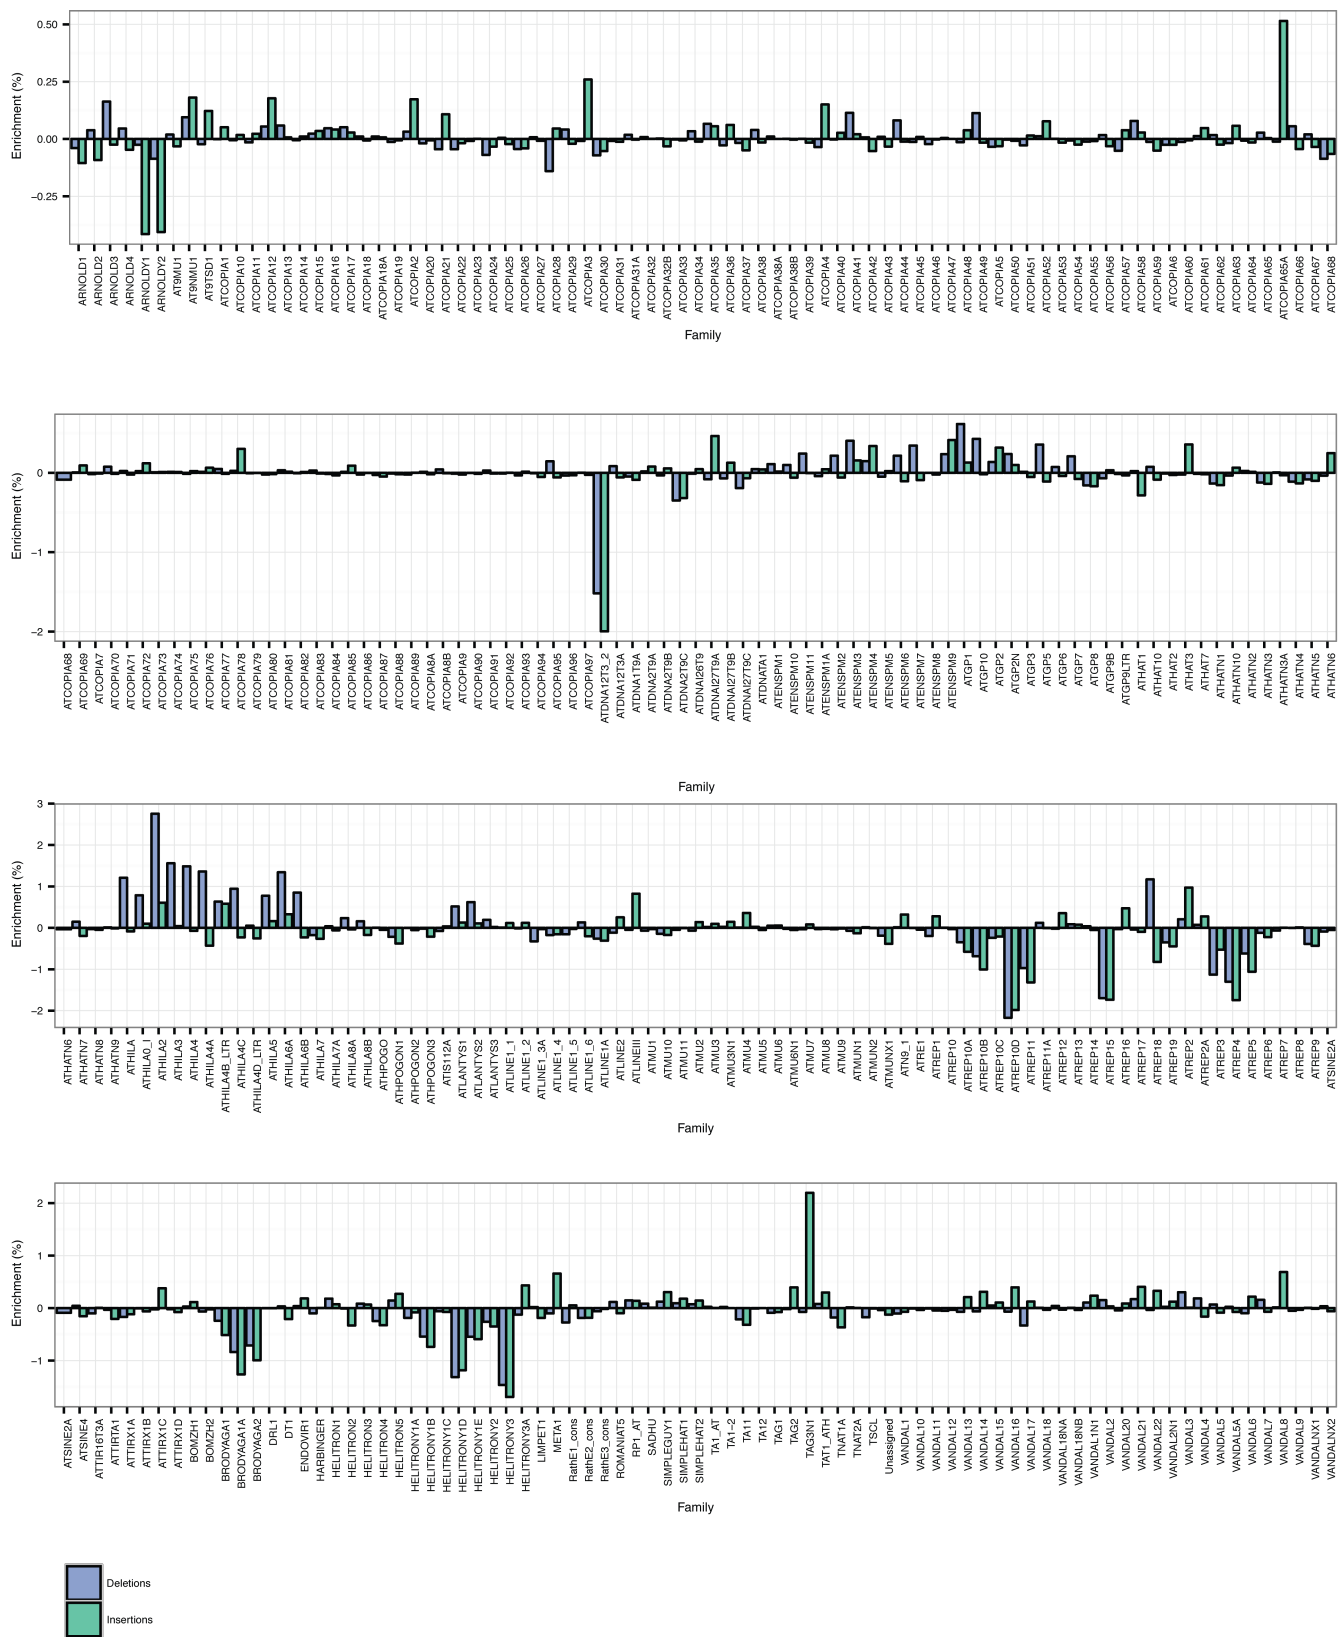 0.50
0.25
0.00
−0.25
Enrichment (%)
ARNOLD1 ARNOLD2 ARNOLD3 ARNOLD4 ARNOLDY1 ARNOLDY2 AT9MU1 AT9NMU1 AT9TSD1 ATCOPIA1 ATCOPIA10 ATCOPIA11 ATCOPIA12 ATCOPIA13 ATCOPIA14 ATCOPIA15 ATCOPIA16 ATCOPIA17 ATCOPIA18 ATCOPIA18A ATCOPIA19 ATCOPIA2 ATCOPIA20 ATCOPIA21 ATCOPIA22 ATCOPIA23 ATCOPIA24 ATCOPIA25 ATCOPIA26 ATCOPIA27 ATCOPIA28 ATCOPIA29 ATCOPIA3 ATCOPIA30 ATCOPIA31 ATCOPIA31A ATCOPIA32 ATCOPIA32B ATCOPIA33 ATCOPIA34 ATCOPIA35 ATCOPIA36 ATCOPIA37 ATCOPIA38 ATCOPIA38A ATCOPIA38B ATCOPIA39 ATCOPIA4 ATCOPIA40 ATCOPIA41 ATCOPIA42 ATCOPIA43 ATCOPIA44 ATCOPIA45 ATCOPIA46 ATCOPIA47 ATCOPIA48 ATCOPIA49 ATCOPIA5 ATCOPIA50 ATCOPIA51 ATCOPIA52 ATCOPIA53 ATCOPIA54 ATCOPIA55 ATCOPIA56 ATCOPIA57 ATCOPIA58 ATCOPIA59 ATCOPIA6 ATCOPIA60 ATCOPIA61 ATCOPIA62 ATCOPIA63 ATCOPIA64 ATCOPIA65 ATCOPIA65A ATCOPIA66 ATCOPIA67 ATCOPIA68
Family
0
−1
−2
Enrichment (%)
ATCOPIA68 ATCOPIA69 ATCOPIA7 ATCOPIA70 ATCOPIA71 ATCOPIA72 ATCOPIA73 ATCOPIA74 ATCOPIA75 ATCOPIA76 ATCOPIA77 ATCOPIA78 ATCOPIA79 ATCOPIA80 ATCOPIA81 ATCOPIA82 ATCOPIA83 ATCOPIA84 ATCOPIA85 ATCOPIA86 ATCOPIA87 ATCOPIA88 ATCOPIA89 ATCOPIA8A ATCOPIA8B ATCOPIA9 ATCOPIA90 ATCOPIA91 ATCOPIA92 ATCOPIA93 ATCOPIA94 ATCOPIA95 ATCOPIA96 ATCOPIA97 ATDNA12T3_2 ATDNA12T3A ATDNA1T9A ATDNA2T9A ATDNA2T9B ATDNA2T9C ATDNAI26T9 ATDNAI27T9A ATDNAI27T9B ATDNAI27T9C ATDNATA1 ATENSPM1 ATENSPM10 ATENSPM11 ATENSPM1A ATENSPM2 ATENSPM3 ATENSPM4 ATENSPM5 ATENSPM6 ATENSPM7 ATENSPM8 ATENSPM9 ATGP1 ATGP10 ATGP2 ATGP2N ATGP3 ATGP5 ATGP6 ATGP7 ATGP8 ATGP9B ATGP9LTR ATHAT1 ATHAT10 ATHAT2 ATHAT3 ATHAT7 ATHATN1 ATHATN10 ATHATN2 ATHATN3 ATHATN3A ATHATN4 ATHATN5 ATHATN6
Family
3
2
1
0
−1
−2
Enrichment (%)
ATHATN6 ATHATN7 ATHATN8 ATHATN9 ATHILA ATHILA0_I ATHILA2 ATHILA3 ATHILA4 ATHILA4A ATHILA4B_LTR ATHILA4C ATHILA4D_LTR ATHILA5 ATHILA6A ATHILA6B ATHILA7 ATHILA7A ATHILA8A ATHILA8B ATHPOGO ATHPOGON1 ATHPOGON2 ATHPOGON3 ATIS112A ATLANTYS1 ATLANTYS2 ATLANTYS3 ATLINE1_1 ATLINE1_2 ATLINE1_3A ATLINE1_4 ATLINE1_5 ATLINE1_6 ATLINE1A ATLINE2 ATLINEIII ATMU1 ATMU10 ATMU11 ATMU2 ATMU3 ATMU3N1 ATMU4 ATMU5 ATMU6 ATMU6N1 ATMU7 ATMU8 ATMU9 ATMUN1 ATMUN2 ATMUNX1 ATN9_1 ATRE1 ATREP1 ATREP10 ATREP10A ATREP10B ATREP10C ATREP10D ATREP11 ATREP11A ATREP12 ATREP13 ATREP14 ATREP15 ATREP16 ATREP17 ATREP18 ATREP19 ATREP2 ATREP2A ATREP3 ATREP4 ATREP5 ATREP6 ATREP7 ATREP8 ATREP9 ATSINE2A
Family
2
1
0
−1
Enrichment (%)
ATSINE2A ATSINE4 ATTIR16T3A ATTIRTA1 ATTIRX1A ATTIRX1B ATTIRX1C ATTIRX1D BOMZH1 BOMZH2 BRODYAGA1 BRODYAGA1A BRODYAGA2 DRL1 DT1 ENDOVIR1 HARBINGER HELITRON1 HELITRON2 HELITRON3 HELITRON4 HELITRON5 HELITRONY1A HELITRONY1B HELITRONY1C HELITRONY1D HELITRONY1E HELITRONY2 HELITRONY3 HELITRONY3A LIMPET1 META1 RathE1_cons RathE2_cons RathE3_cons ROMANIAT5 RP1_AT SADHU SIMPLEGUY1 SIMPLEHAT1 SIMPLEHAT2 TA1_AT TA1−2 TA11 TA12 TAG1 TAG2 TAG3N1 TAT1_ATH TNAT1A TNAT2A TSCL Unassigned VANDAL1 VANDAL10 VANDAL11 VANDAL12 VANDAL13 VANDAL14 VANDAL15 VANDAL16 VANDAL17 VANDAL18 VANDAL18NA VANDAL18NB VANDAL1N1 VANDAL2 VANDAL20 VANDAL21 VANDAL22 VANDAL2N1 VANDAL3 VANDAL4 VANDAL5 VANDAL5A VANDAL6 VANDAL7 VANDAL8 VANDAL9 VANDALNX1 VANDALNX2
Family
Deletions
Insertions